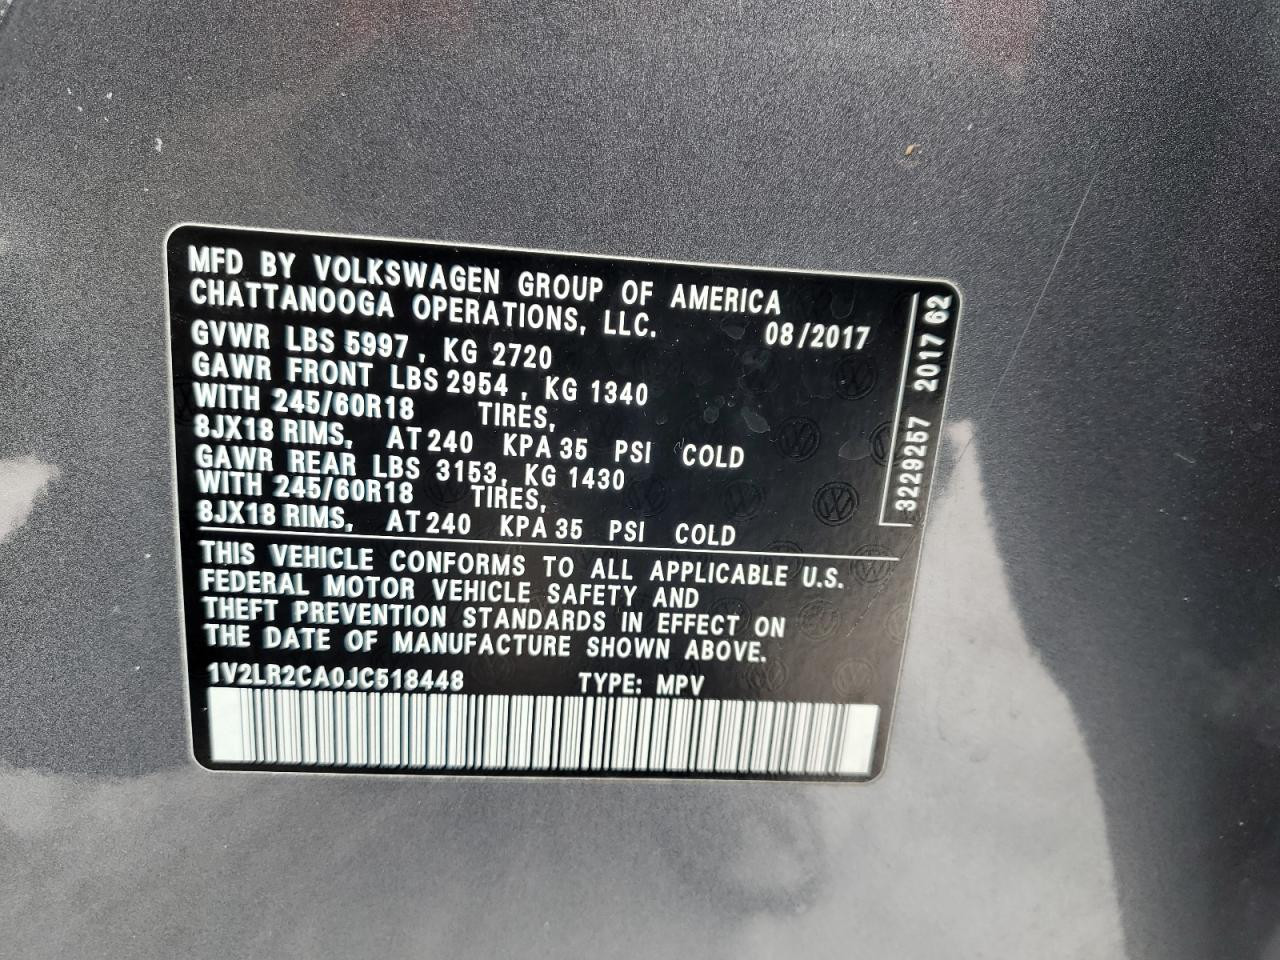 MFD BY VOLKSWAGEN GROUP OF AMERICA
CHATTANOOGA OPERATIONS, LLC.
08/2017
GVWR LBS 5997, KG 2720
GAWR FRONT LBS 2954, KG 1340
WITH 245/60R18 TIRES,
8JX18 RIMS, AT 240 KPA 35 PSI COLD
GAWR REAR LBS 3153, KG 1430
WITH 245/60R18 TIRES,
8JX18 RIMS, AT 240 KPA 35 PSI COLD
THIS VEHICLE CONFORMS TO ALL APPLICABLE U.S.
FEDERAL MOTOR VEHICLE SAFETY AND
THEFT PREVENTION STANDARDS IN EFFECT ON
THE DATE OF MANUFACTURE SHOWN ABOVE.
1V2LR2CA0JC518448 TYPE: MPV
3229257 2017 62